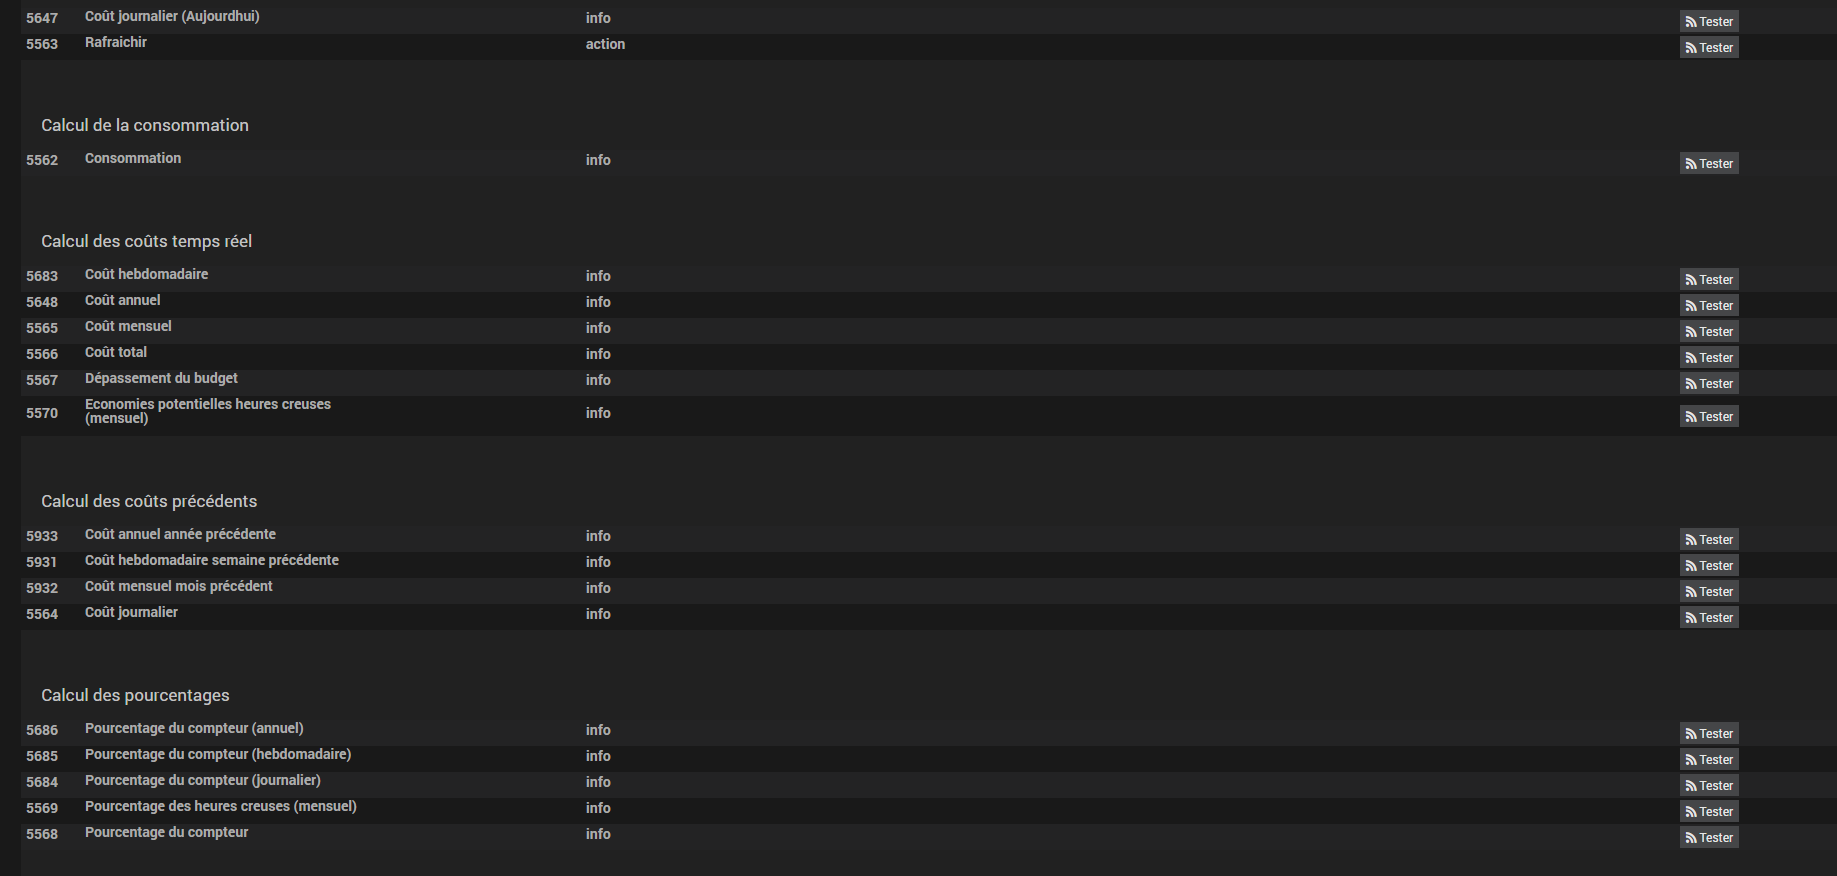 5647 Coût journalier (Aujourdhui) info Tester
5563 Rafraichir action Tester
Calcul de la consommation
5562 Consommation info Tester
Calcul des coûts temps réel
5683 Coût hebdomadaire info Tester
5648 Coût annuel info Tester
5565 Coût mensuel info Tester
5566 Coût total info Tester
5567 Dépassement du budget info Tester
5570 Economies potentielles heures creuses
(mensuel) info Tester
Calcul des coûts précédents
5933 Coût annuel année précédente info Tester
5931 Coût hebdomadaire semaine précédente info Tester
5932 Coût mensuel mois précédent info Tester
5564 Coût journalier info Tester
Calcul des pourcentages
5686 Pourcentage du compteur (annuel) info Tester
5685 Pourcentage du compteur (hebdomadaire) info Tester
5684 Pourcentage du compteur (journalier) info Tester
5569 Pourcentage des heures creuses (mensuel) info Tester
5568 Pourcentage du compteur info Tester